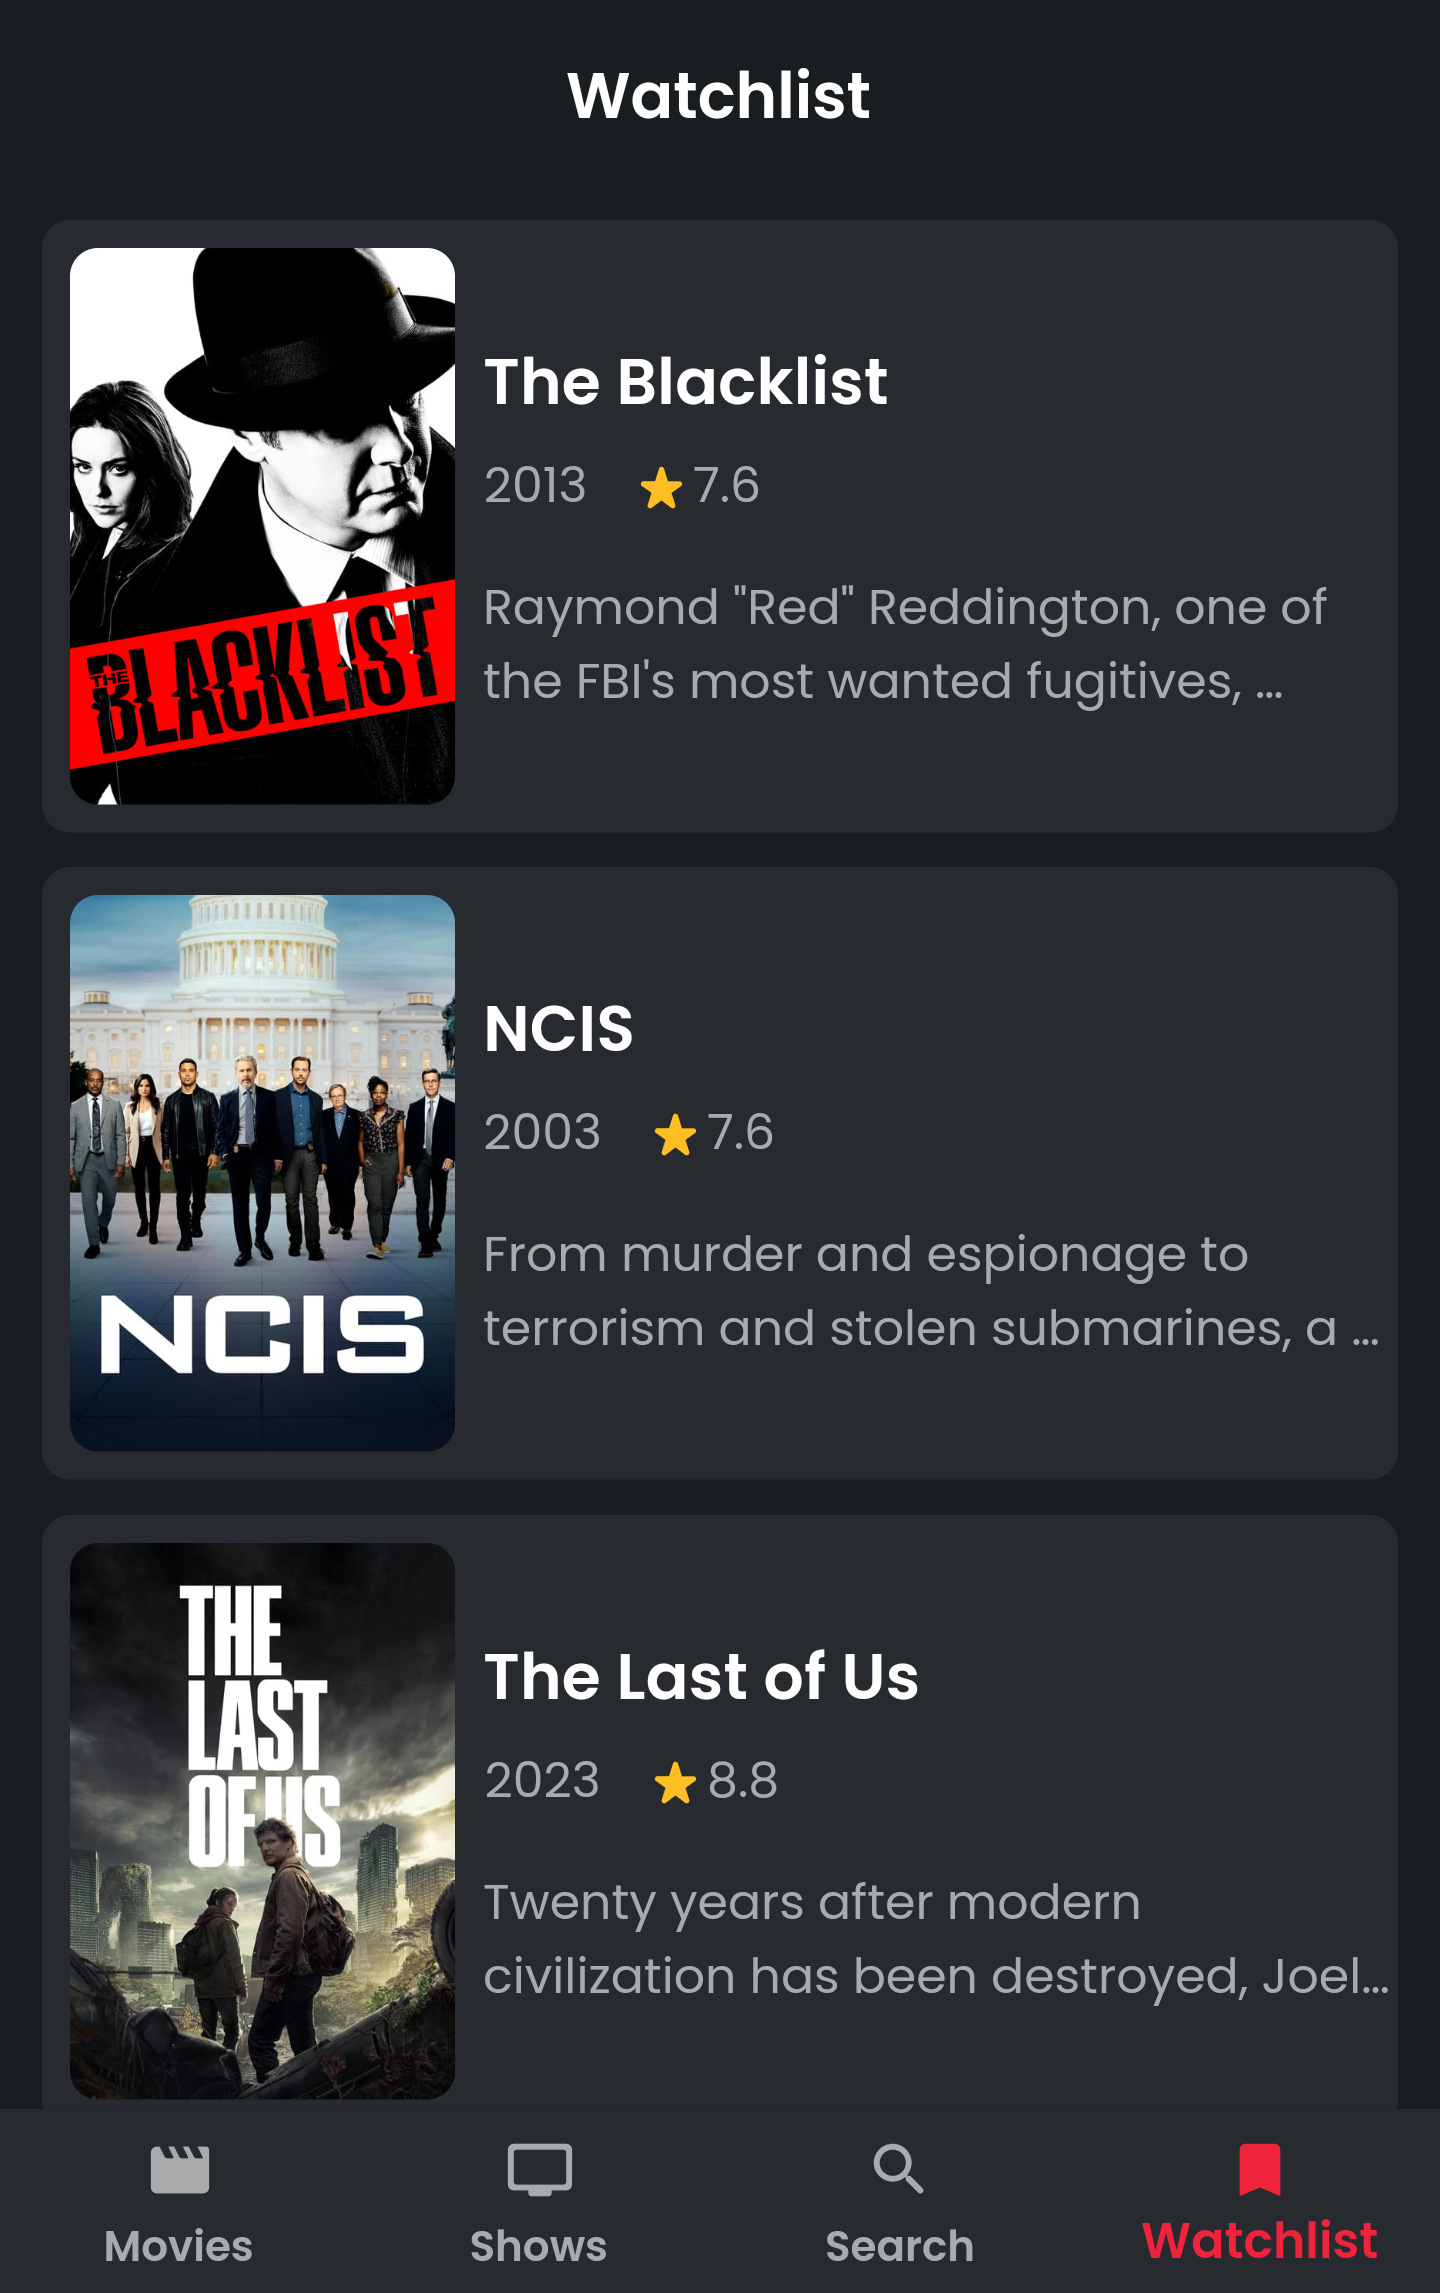 Watchlist
THE
BLACKLIST
The Blacklist
2013 7.6
Raymond "Red" Reddington, one of
the FBI's most wanted fugitives, ...
NCIS
NCIS
2003 7.6
From murder and espionage to
terrorism and stolen submarines, a ...
THE
LAST
OF US
The Last of Us
2023 8.8
Twenty years after modern
civilization has been destroyed, Joel...
Movies Shows Search Watchlist